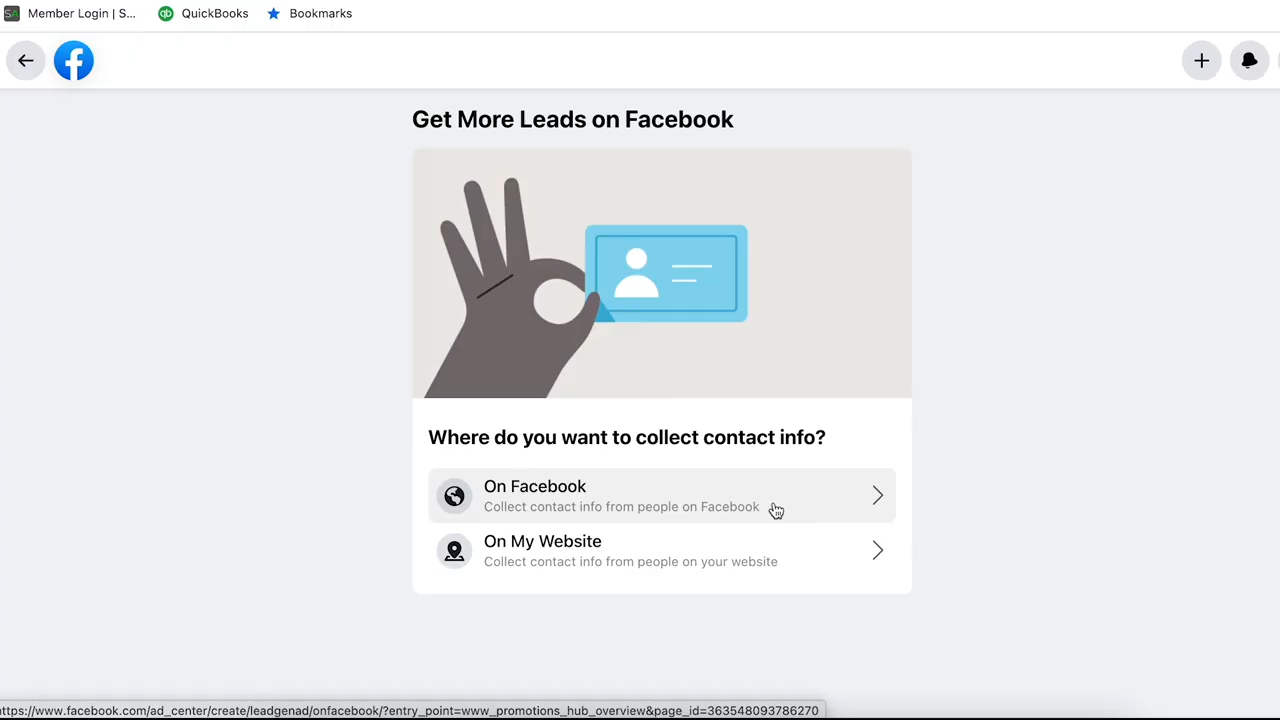 Member Login | S...
QuickBooks
Bookmarks
Get More Leads on Facebook
Where do you want to collect contact info?
On Facebook
Collect contact info from people on Facebook
On My Website
Collect contact info from people on your website
ttps://www.facebook.com/ad_center/create/leadgenad/onfacebook/?entry_point=www_promotions_hub_overview&page_id=363548093786270